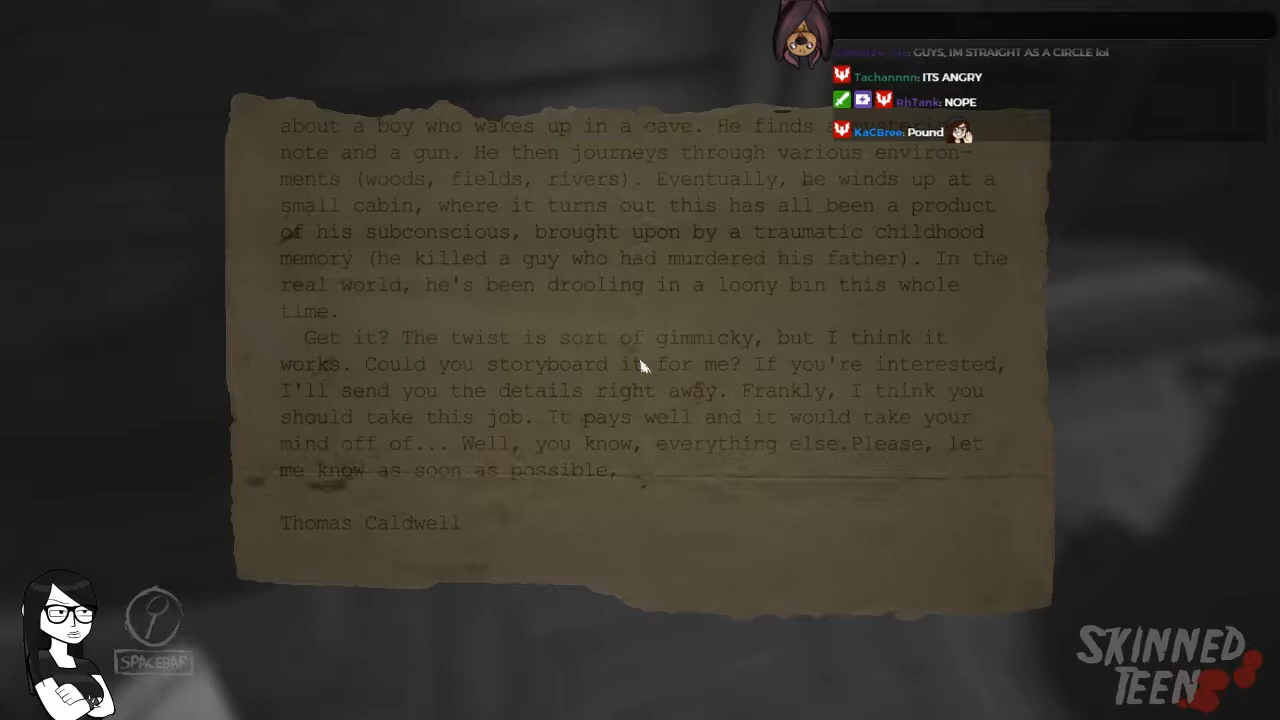 GUYS, IM STRAIGHT AS A CIRCLE lol
Tachannnn: ITS ANGRY
RhTank: NOPE
KaCBree: Pound
about a boy who wakes up in a cave. He finds a
note and a gun. He then journeys through various environ-
ments (woods, fields, rivers). Eventually, he winds up at a
small cabin, where it turns out this has all been a product
of his subconscious, brought upon by a traumatic childhood
memory (he killed a guy who had murdered his father). In the
real world, he's been drooling in a loony bin this whole
time.
Get it? The twist is sort of gimmicky, but I think it
works. Could you storyboard it for me? If you're interested,
I'll send you the details right away. Frankly, I think you
should take this job. It pays well and it would take your
mind off of... Well, you know, everything else.Please, let
me know as soon as possible,
Thomas Caldwell
SPACEBAR
SKINNED
TEEN